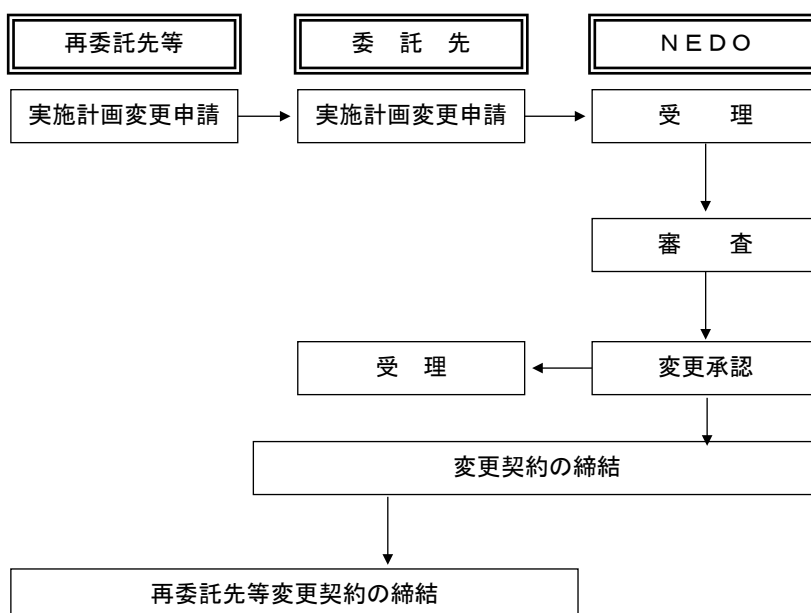 再委託先等
委　託　先
ＮＥＤＯ
実施計画変更申請
実施計画変更申請
受　　理
審　　査
受　理
変更承認
変更契約の締結
再委託先等変更契約の締結